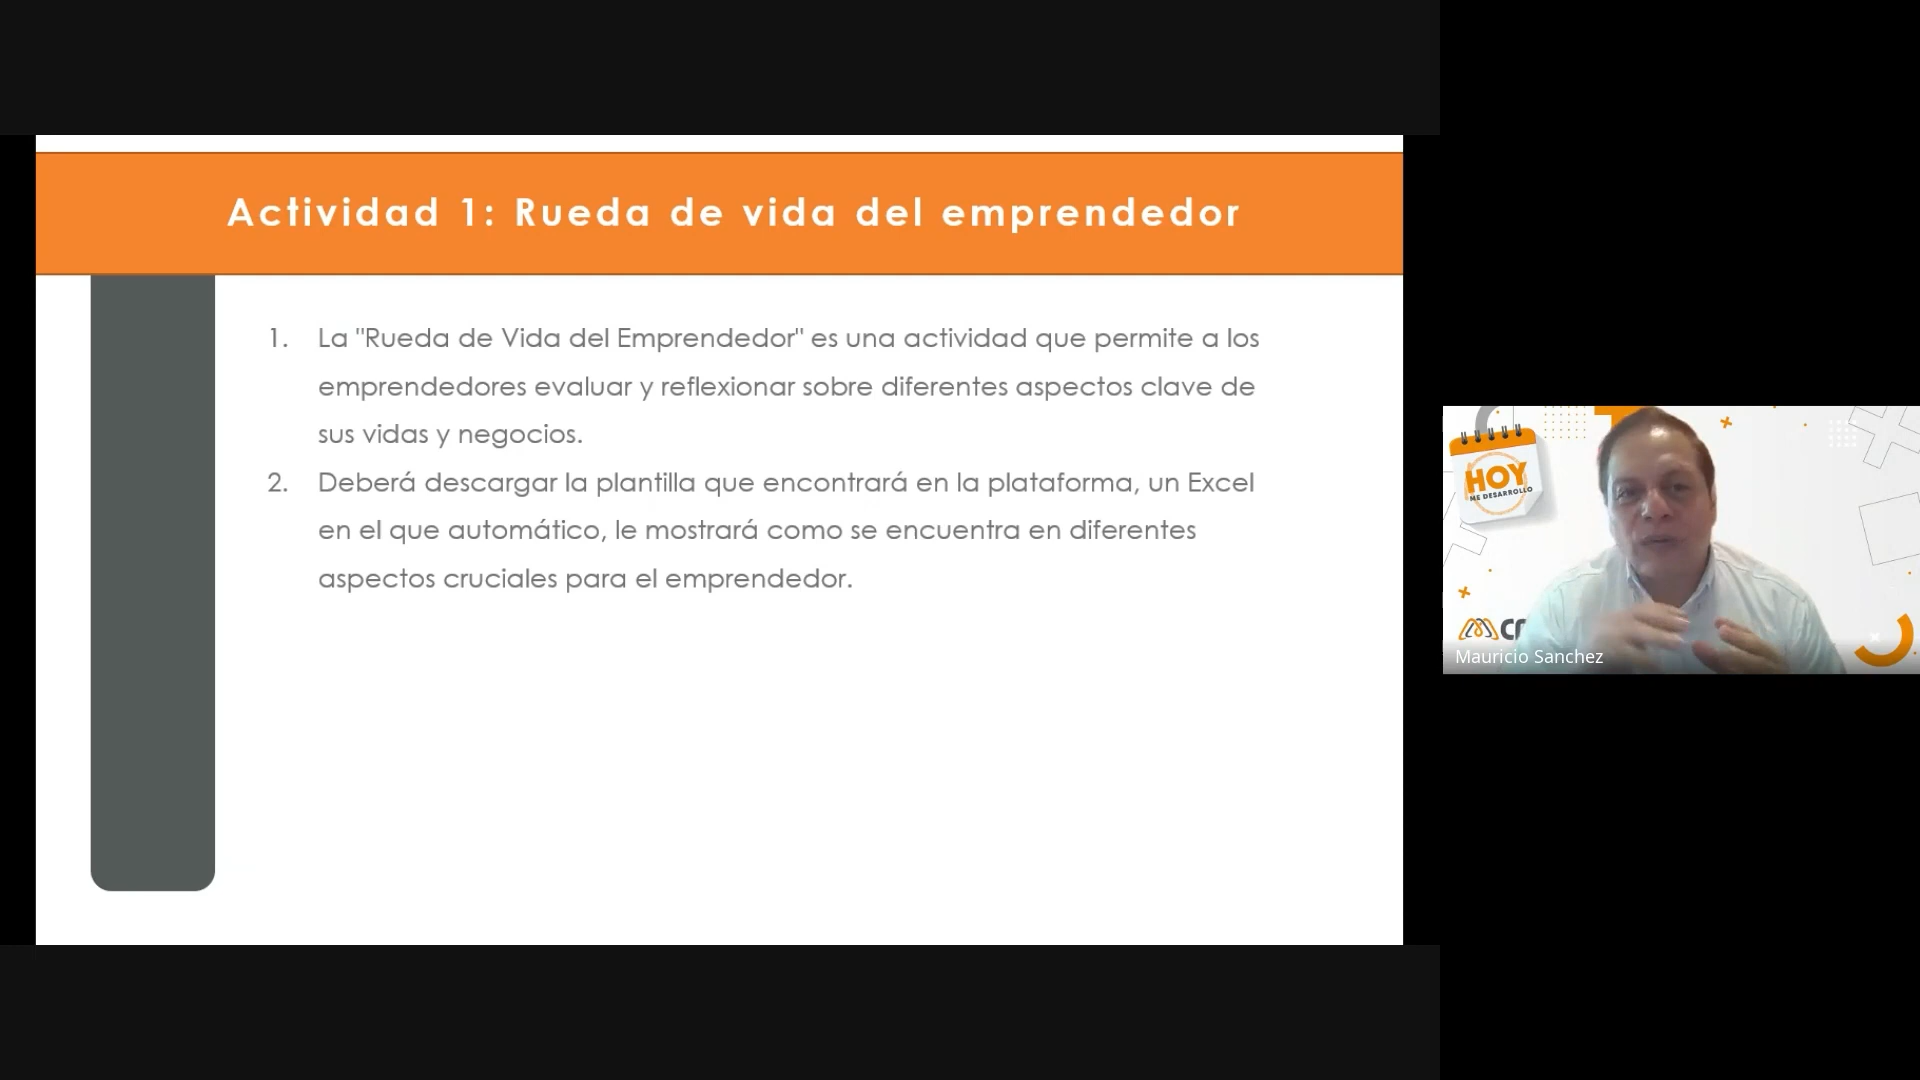 Actividad 1: Rueda de vida del emprendedor
1. La "Rueda de Vida del Emprendedor" es una actividad que permite a los
emprendedores evaluar y reflexionar sobre diferentes aspectos clave de
sus vidas y negocios.
2. Deberá descargar la plantilla que encontrará en la plataforma, un Excel
en el que automático, le mostrará como se encuentra en diferentes
aspectos cruciales para el emprendedor.
HOY
ME DESARROLLO
Mauricio Sanchez